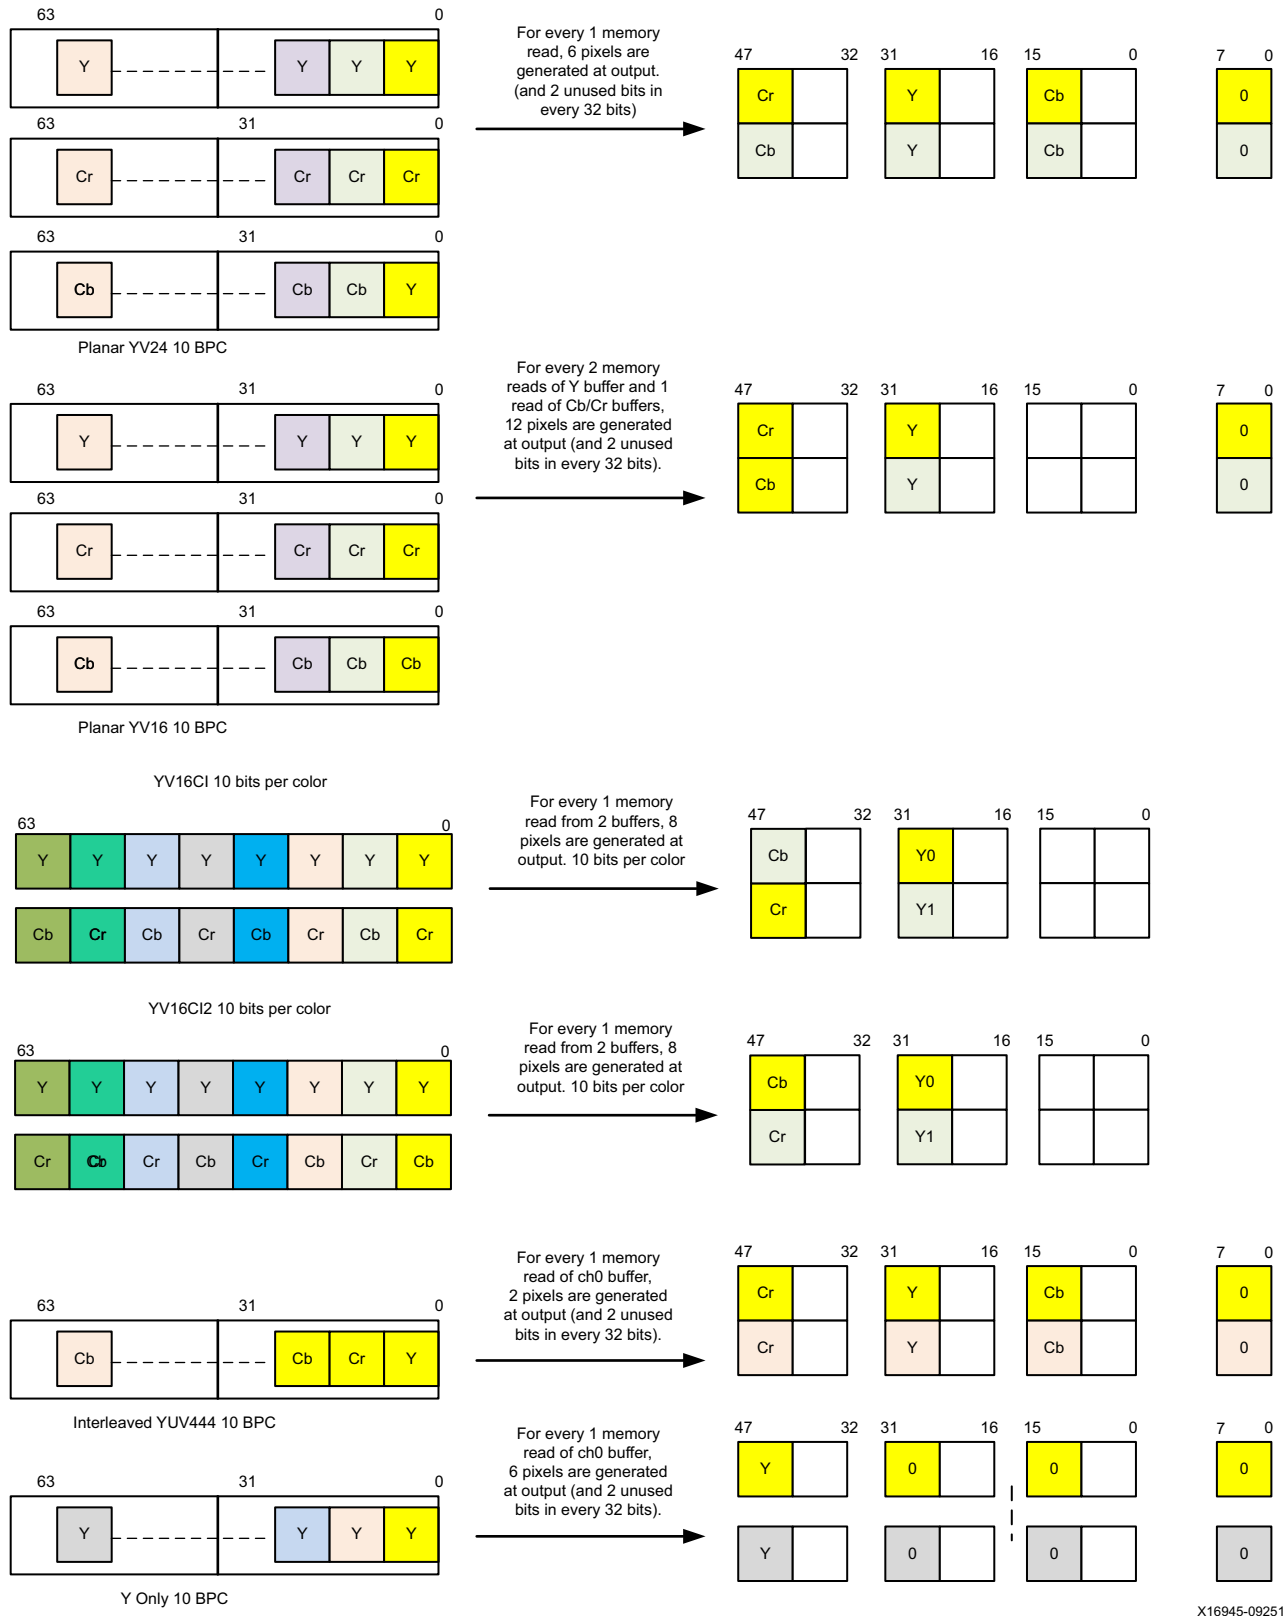 63 0
For every 1 memory
read, 6 pixels are
generated at output.
(and 2 unused bits in
every 32 bits)
47 32 31 16 15 0 7 0
Y Y Y Y
Cr Y Cb 0
Cb Y Cb 0
63 31 0
Cr Cr Cr Cr
63 31 0
Cb Cb Cb Y
Planar YV24 10 BPC
For every 2 memory
reads of Y buffer and 1
read of Cb/Cr buffers,
12 pixels are generated
at output (and 2 unused
bits in every 32 bits).
63 31 0
47 32 31 16 15 0 7 0
Y Y Y Y
Cr Y 0
Cb Y 0
63 31 0
Cr Cr Cr Cr
63 31 0
Cb Cb Cb Cb
Planar YV16 10 BPC
YV16CI 10 bits per color
For every 1 memory
read from 2 buffers, 8
pixels are generated at
output. 10 bits per color
63 0
47 32 31 16 15 0
Y Y Y Y Y Y Y Y
Cb Y0
Cr Y1
Cb Cr Cb Cr Cb Cr Cb Cr
YV16CI2 10 bits per color
For every 1 memory
read from 2 buffers, 8
pixels are generated at
output. 10 bits per color
63 0
47 32 31 16 15 0
Y Y Y Y Y Y Y Y
Cb Y0
Cr Y1
Cr Cb Cr Cb Cr Cb Cr Cb
For every 1 memory
read of ch0 buffer,
2 pixels are generated
at output (and 2 unused
bits in every 32 bits).
47 32 31 16 15 0 7 0
63 31 0
Cr Y Cb 0
Cr Y Cb 0
Cb Cb Cr Y
Interleaved YUV444 10 BPC
For every 1 memory
read of ch0 buffer,
6 pixels are generated
at output (and 2 unused
bits in every 32 bits).
47 32 31 16 15 0 7 0
63 31 0
Y 0 0 0
Y Y Y Y
Y 0 0 0
Y Only 10 BPC
X16945-09251